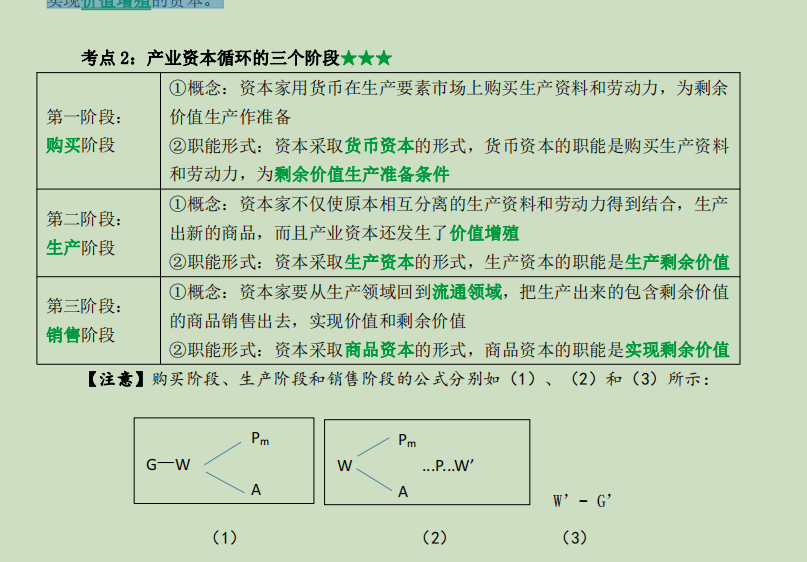 实现价值增殖的资本。
考点 2：产业资本循环的三个阶段★★★
第一阶段：
购买阶段
①概念：资本家用货币在生产要素市场上购买生产资料和劳动力，为剩余
价值生产作准备
②职能形式：资本采取货币资本的形式，货币资本的职能是购买生产资料
和劳动力，为剩余价值生产准备条件
第二阶段：
生产阶段
①概念：资本家不仅使原本相互分离的生产资料和劳动力得到结合，生产
出新的商品，而且产业资本还发生了价值增殖
②职能形式：资本采取生产资本的形式，生产资本的职能是生产剩余价值
第三阶段：
销售阶段
①概念：资本家要从生产领域回到流通领域，把生产出来的包含剩余价值
的商品销售出去，实现价值和剩余价值
②职能形式：资本采取商品资本的形式，商品资本的职能是实现剩余价值
【注意】购买阶段、生产阶段和销售阶段的公式分别如（1）、（2）和（3）所示：
Pm
G—W
A
Pm
W
…P…W′
A
W’ – G’
（1）
（2）
（3）